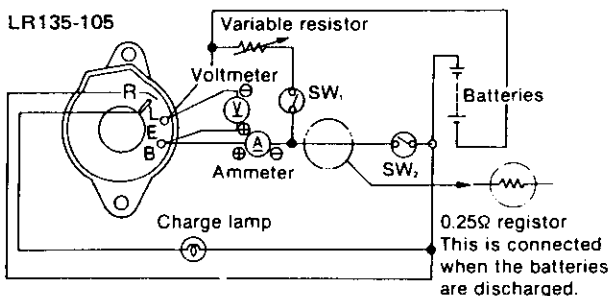 LR135-105
Variable resistor
Voltmeter
R
L
E
B
⊖
V
⊕
SW₁
Batteries
⊕
A
⊖
Ammeter
SW₂
Charge lamp
0.25Ω registor
This is connected
when the batteries
are discharged.